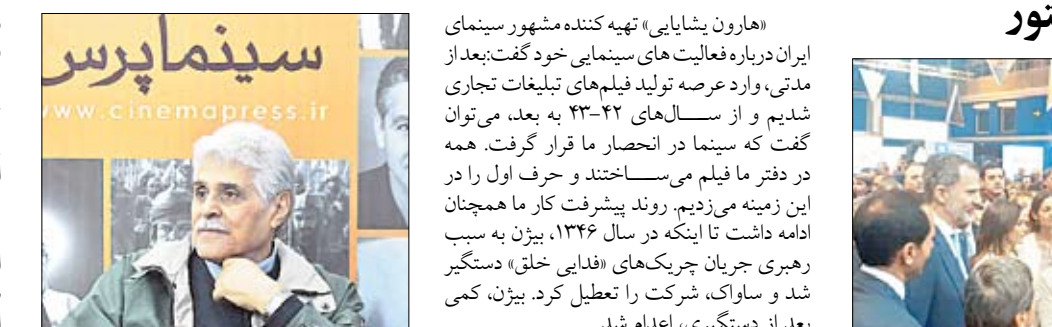 تور
«هارون یشایایی» تهیه کننده مشهور سینمای
ایران درباره فعالیت های سینمایی خود گفت:بعد از
مدتی، وارد عرصه تولید فیلم‌های تبلیغات تجاری
شدیم و از ســـال‌های ۴۲-۴۳ به بعد، می‌توان
گفت که سینما در انحصار ما قرار گرفت. همه
در دفتر ما فیلم می‌ســـاختند و حرف اول را در
این زمینه می‌زدیم. روند پیشرفت کار ما همچنان
ادامه داشت تا اینکه در سال ۱۳۴۶، بیژن به سبب
رهبری جریان چریک‌های «فدایی خلق» دستگیر
شد و ساواک، شرکت را تعطیل کرد. بیژن، کمی
بعد از دستگیری، اعدام شد.
سینماپرس
www.cinemapress.ir